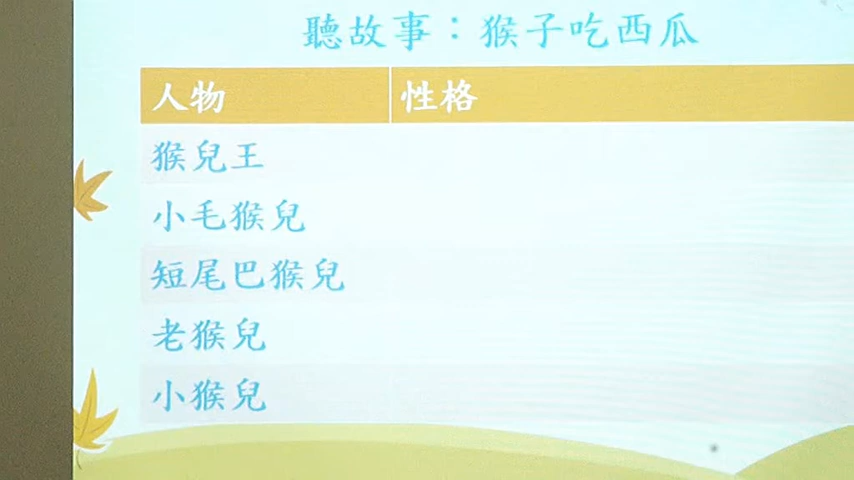 聽故事：猴子吃西瓜
人物 性格
猴兒王
小毛猴兒
短尾巴猴兒
老猴兒
小猴兒